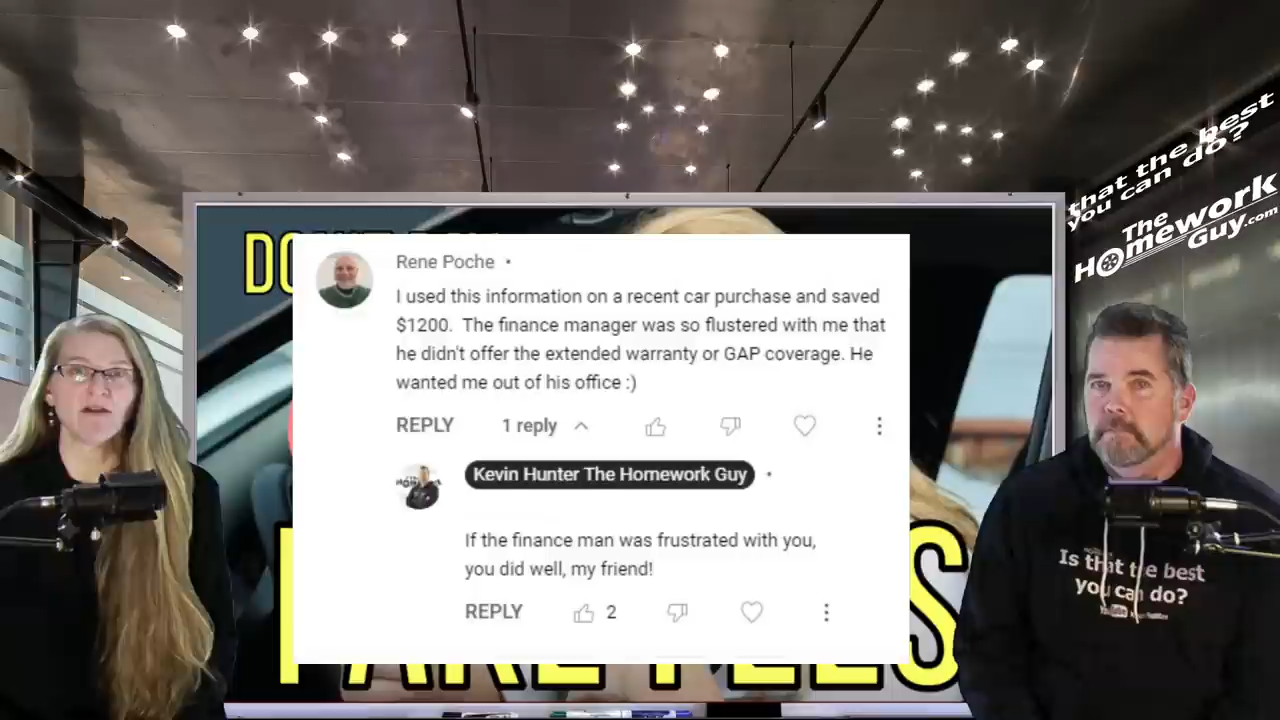 that the best
you can do?
The
Homework
Guy.com
DO
Rene Poche •
I used this information on a recent car purchase and saved
$1200. The finance manager was so flustered with me that
he didn't offer the extended warranty or GAP coverage. He
wanted me out of his office :)
REPLY 1 reply
Kevin Hunter The Homework Guy •
If the finance man was frustrated with you,
you did well, my friend!
REPLY 2
Is that the best
you can do?
FAKE FEES